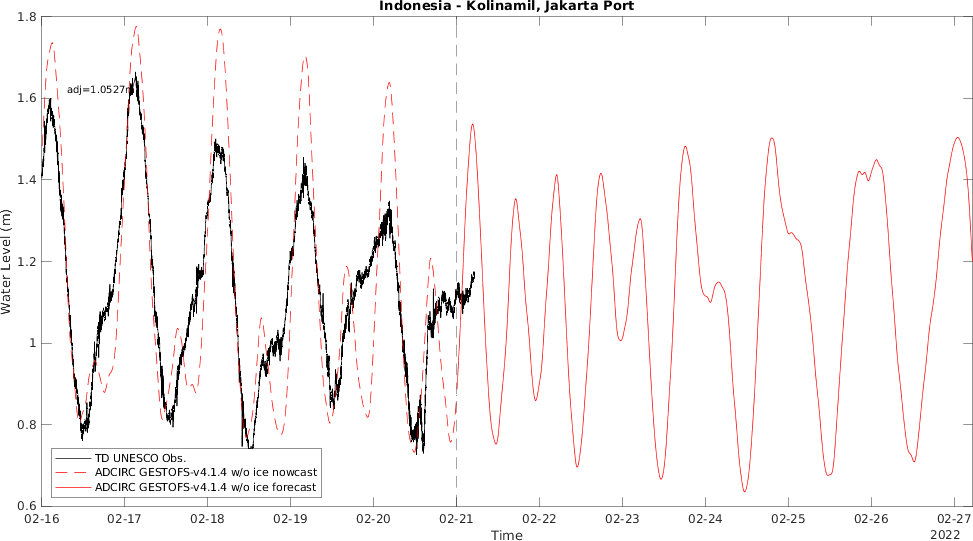 Indonesia - Kolinamil, Jakarta Port
1.8
1.6
1.4
1.2
1
0.8
0.6
Water Level (m)
adj=1.0527m
TD UNESCO Obs.
ADCIRC GESTOFS-v4.1.4 w/o ice nowcast
ADCIRC GESTOFS-v4.1.4 w/o ice forecast
02-16 02-17 02-18 02-19 02-20 02-21 02-22 02-23 02-24 02-25 02-26 02-27
Time
2022